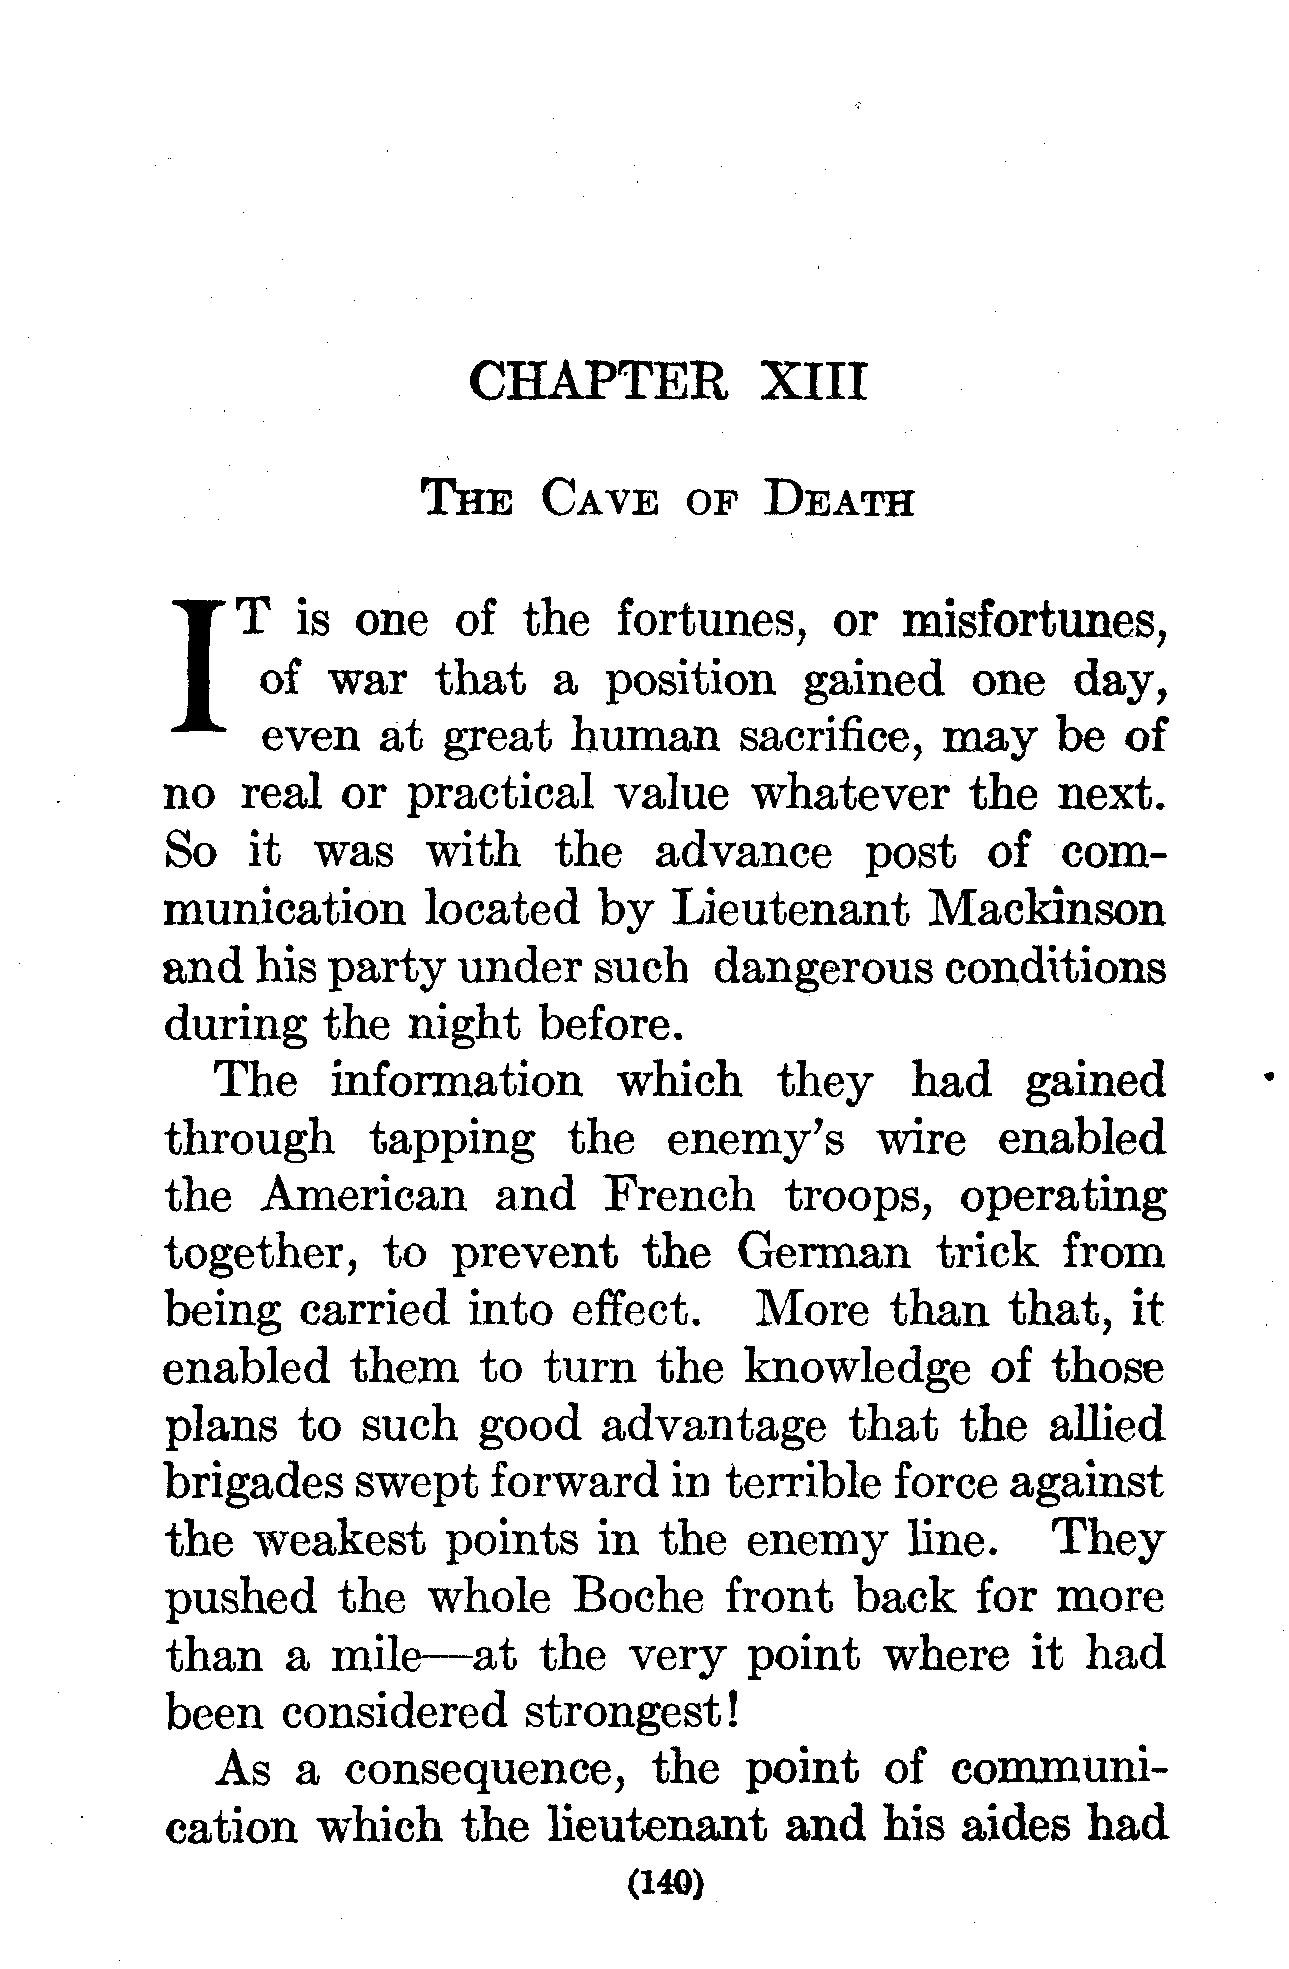 CHAPTER XIII
THE CAVE OF DEATH
IT is one of the fortunes, or misfortunes,
of war that a position gained one day,
even at great human sacrifice, may be of
no real or practical value whatever the next.
So it was with the advance post of com-
munication located by Lieutenant Mackinson
and his party under such dangerous conditions
during the night before.
The information which they had gained
through tapping the enemy's wire enabled
the American and French troops, operating
together, to prevent the German trick from
being carried into effect. More than that, it
enabled them to turn the knowledge of those
plans to such good advantage that the allied
brigades swept forward in terrible force against
the weakest points in the enemy line. They
pushed the whole Boche front back for more
than a mile—at the very point where it had
been considered strongest!
As a consequence, the point of communi-
cation which the lieutenant and his aides had
(140)